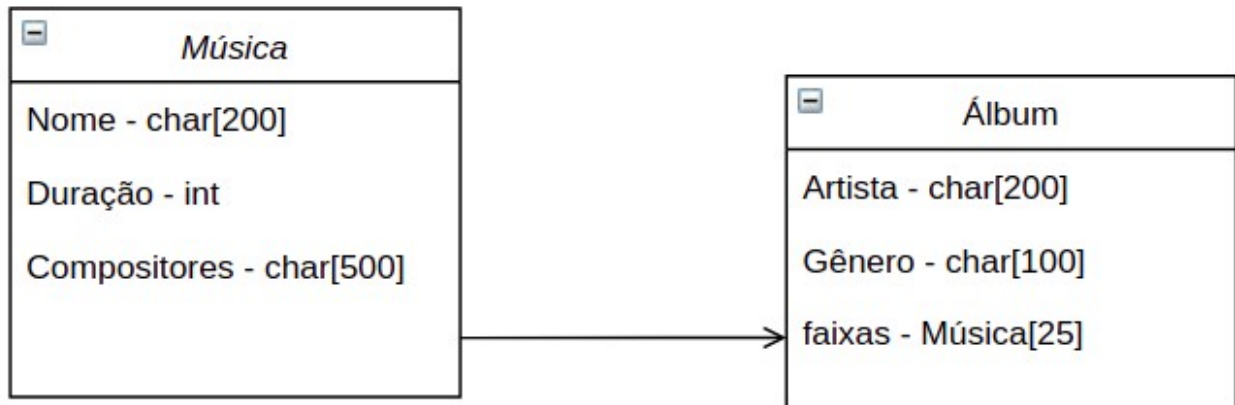 Música
Nome - char[200]
Duração - int
Compositores - char[500]
Álbum
Artista - char[200]
Gênero - char[100]
faixas - Música[25]